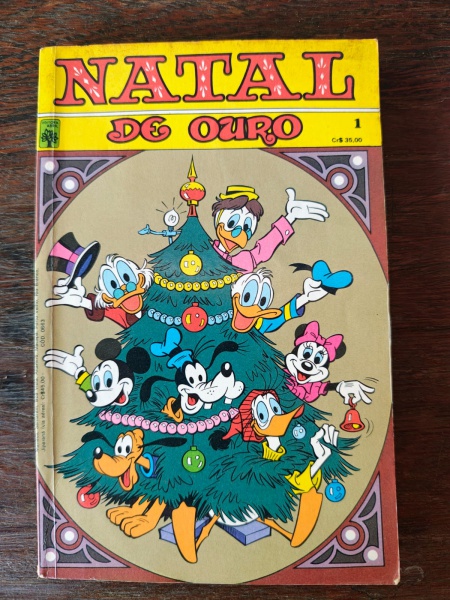 NATAL
DE OURO
1
Cr$ 35,00